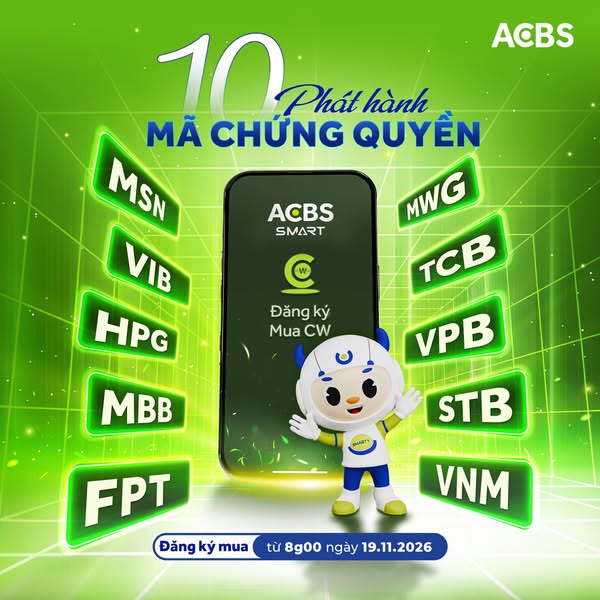 ACBS
10 Phát hành
MÃ CHỨNG QUYỀN
MSN
VIB
HPG
MBB
FPT
ACBS
SMART
CW
Đăng ký
Mua CW
SMARTY
MWG
TCB
VPB
STB
VNM
Đăng ký mua từ 8g00 ngày 19.11.2026